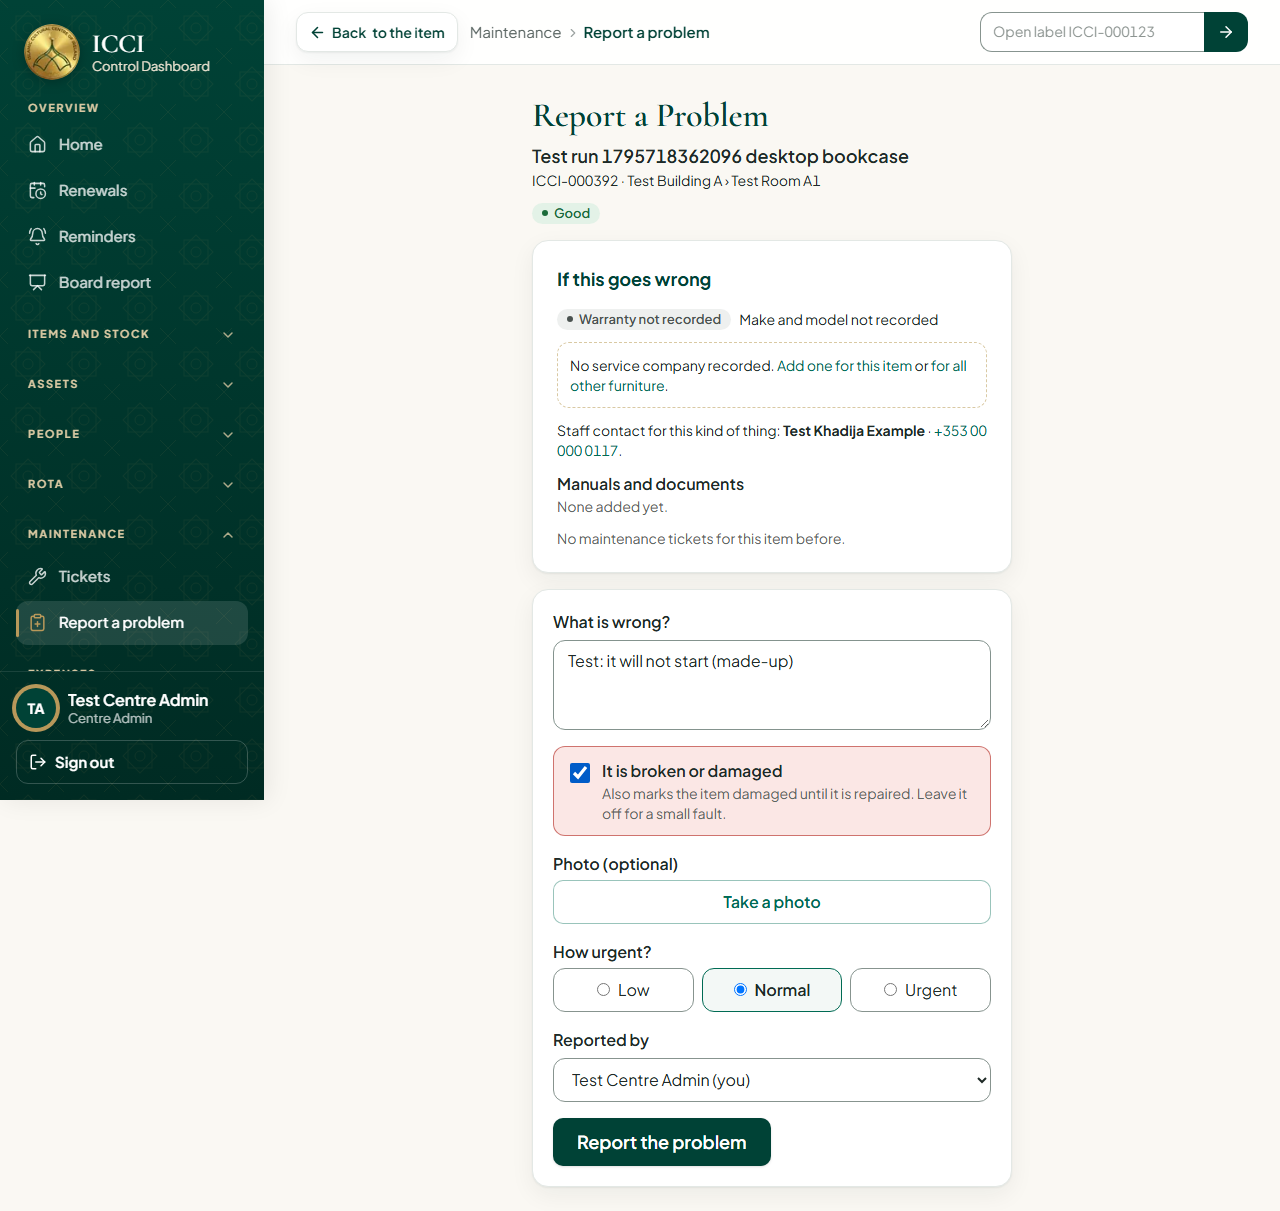 ICCI
Control Dashboard
OVERVIEW
Home
Renewals
Reminders
Board report
ITEMS AND STOCK
ASSETS
PEOPLE
ROTA
MAINTENANCE
Tickets
Report a problem
TA
Test Centre Admin
Centre Admin
Sign out
Back to the item
Maintenance › Report a problem
Open label ICCI-000123
Report a Problem
Test run 1795718362096 desktop bookcase
ICCI-000392 · Test Building A › Test Room A1
Good
If this goes wrong
Warranty not recorded Make and model not recorded
No service company recorded. Add one for this item or for all
other furniture.
Staff contact for this kind of thing: Test Khadija Example · +353 00
000 0117.
Manuals and documents
None added yet.
No maintenance tickets for this item before.
What is wrong?
Test: it will not start (made-up)
It is broken or damaged
Also marks the item damaged until it is repaired. Leave it
off for a small fault.
Photo (optional)
Take a photo
How urgent?
Low Normal Urgent
Reported by
Test Centre Admin (you)
Report the problem